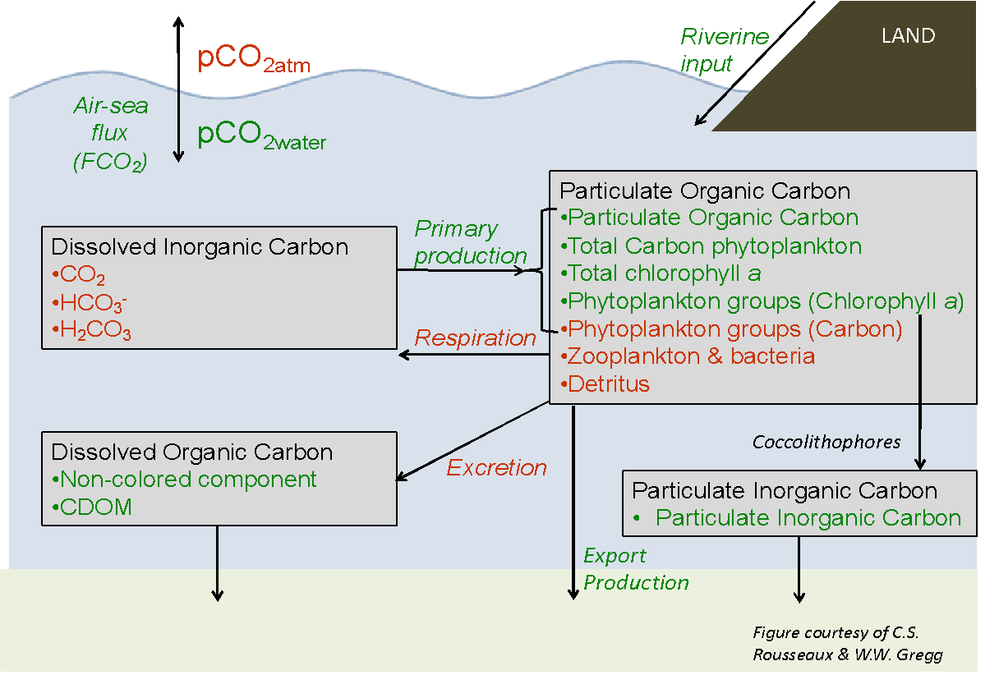 pCO₂atm
Air-sea
flux
(FCO₂)
pCO₂water
Riverine
input
LAND
Dissolved Inorganic Carbon
•CO₂
•HCO₃⁻
•H₂CO₃
Primary
production
Respiration
Particulate Organic Carbon
•Particulate Organic Carbon
•Total Carbon phytoplankton
•Total chlorophyll a
•Phytoplankton groups (Chlorophyll a)
•Phytoplankton groups (Carbon)
•Zooplankton & bacteria
•Detritus
Dissolved Organic Carbon
•Non-colored component
•CDOM
Excretion
Coccolithophores
Particulate Inorganic Carbon
• Particulate Inorganic Carbon
Export
Production
Figure courtesy of C.S.
Rousseaux & W.W. Gregg